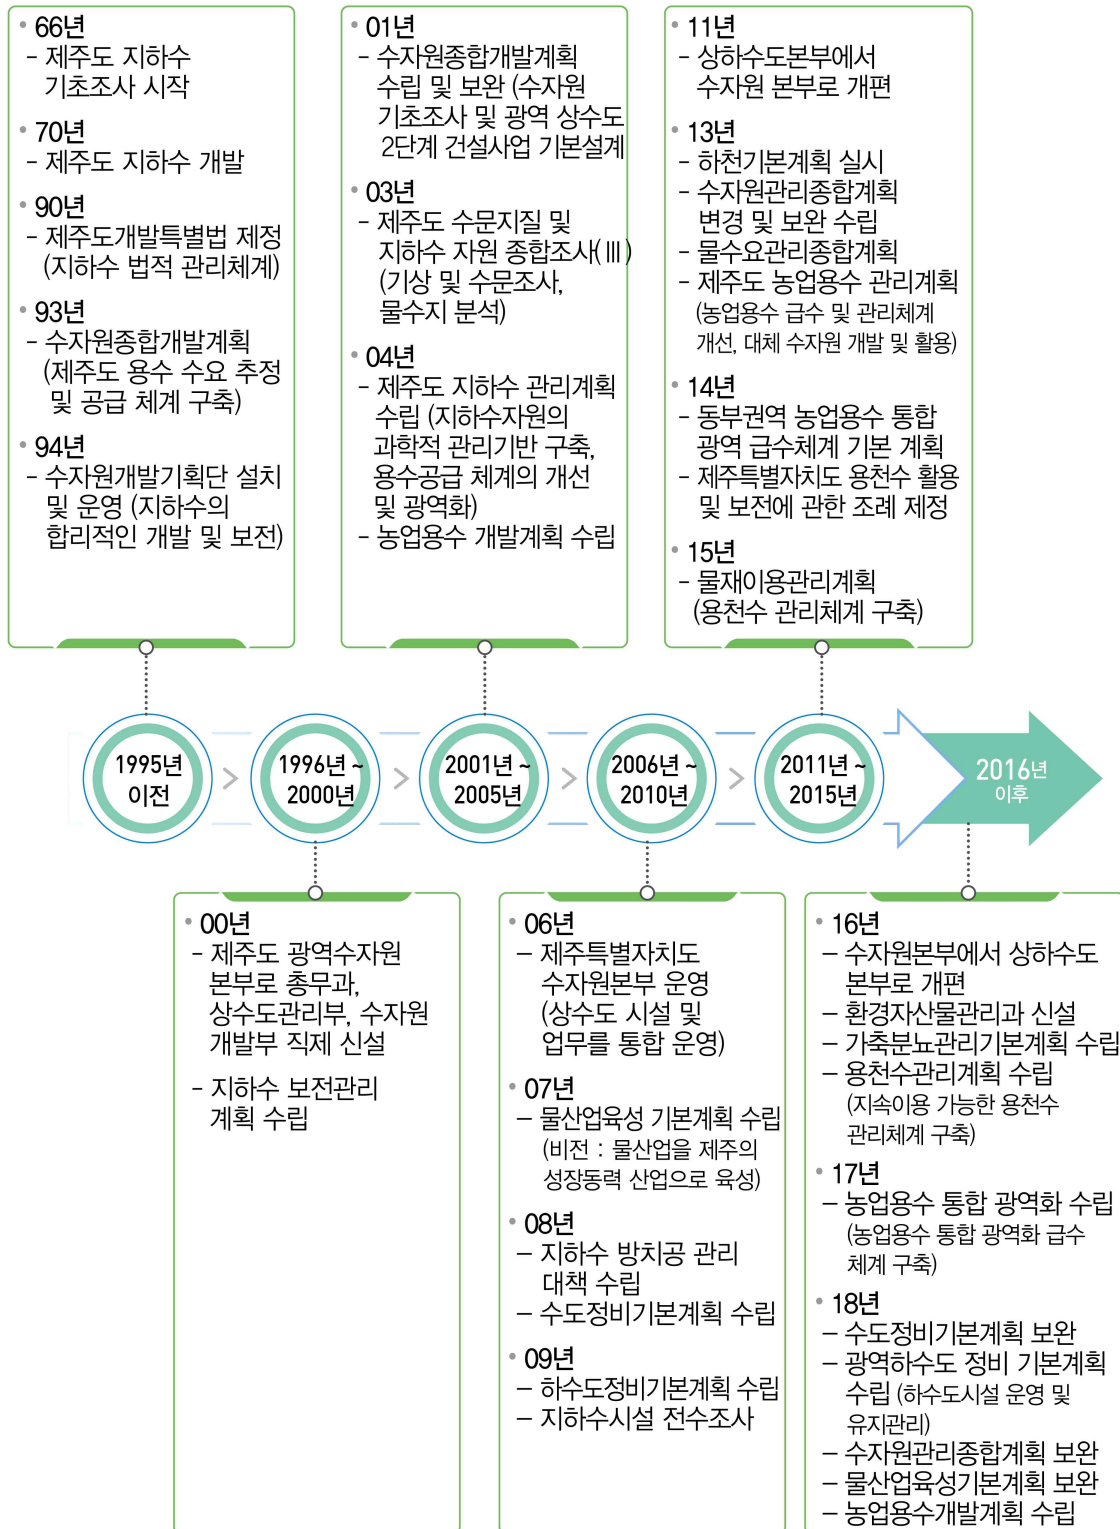 • 66년
- 제주도 지하수
기초조사 시작
• 70년
- 제주도 지하수 개발
• 90년
- 제주도개발특별법 제정
(지하수 법적 관리체계)
• 93년
- 수자원종합개발계획
(제주도 용수 수요 추정
및 공급 체계 구축)
• 94년
- 수자원개발기획단 설치
및 운영 (지하수의
합리적인 개발 및 보전)
• 01년
- 수자원종합개발계획
수립 및 보완 (수자원
기초조사 및 광역 상수도
2단계 건설사업 기본설계
• 03년
- 제주도 수문지질 및
지하수 자원 종합조사(Ⅲ)
(기상 및 수문조사,
물수지 분석)
• 04년
- 제주도 지하수 관리계획
수립 (지하수자원의
과학적 관리기반 구축,
용수공급 체계의 개선
및 광역화)
- 농업용수 개발계획 수립
• 11년
- 상하수도본부에서
수자원 본부로 개편
• 13년
- 하천기본계획 실시
- 수자원관리종합계획
변경 및 보완 수립
- 물수요관리종합계획
- 제주도 농업용수 관리계획
(농업용수 급수 및 관리체계
개선, 대체 수자원 개발 및 활용)
• 14년
- 동부권역 농업용수 통합
광역 급수체계 기본 계획
- 제주특별자치도 용천수 활용
및 보전에 관한 조례 제정
• 15년
- 물재이용관리계획
(용천수 관리체계 구축)
1995년
이전
>
1996년 ~
2000년
>
2001년 ~
2005년
>
2006년 ~
2010년
>
2011년 ~
2015년
2016년
이후
• 00년
- 제주도 광역수자원
본부로 총무과,
상수도관리부, 수자원
개발부 직제 신설
- 지하수 보전관리
계획 수립
• 06년
- 제주특별자치도
수자원본부 운영
(상수도 시설 및
업무를 통합 운영)
• 07년
- 물산업육성 기본계획 수립
(비전 : 물산업을 제주의
성장동력 산업으로 육성)
• 08년
- 지하수 방치공 관리
대책 수립
- 수도정비기본계획 수립
• 09년
- 하수도정비기본계획 수립
- 지하수시설 전수조사
• 16년
- 수자원본부에서 상하수도
본부로 개편
- 환경자산물관리과 신설
- 가축분뇨관리기본계획 수립
- 용천수관리계획 수립
(지속이용 가능한 용천수
관리체계 구축)
• 17년
- 농업용수 통합 광역화 수립
(농업용수 통합 광역화 급수
체계 구축)
• 18년
- 수도정비기본계획 보완
- 광역하수도 정비 기본계획
수립 (하수도시설 운영 및
유지관리)
- 수자원관리종합계획 보완
- 물산업육성기본계획 보완
- 농업용수개발계획 수립